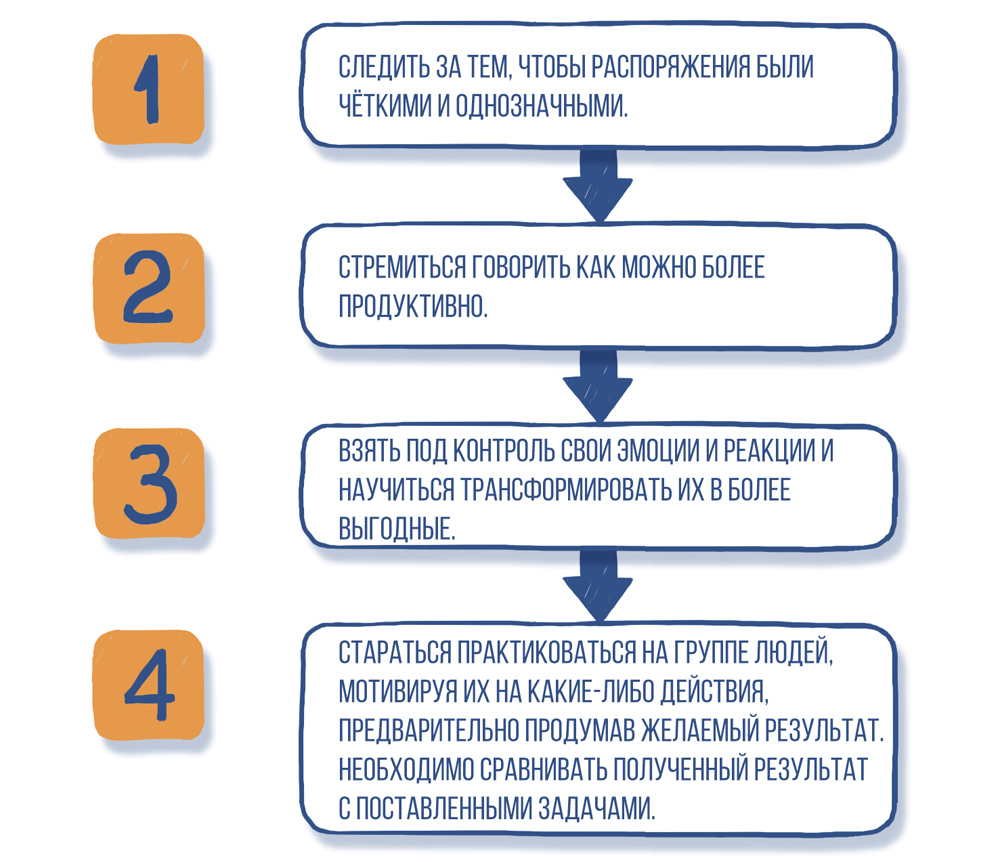 1
СЛЕДИТЬ ЗА ТЕМ, ЧТОБЫ РАСПОРЯЖЕНИЯ БЫЛИ
ЧЁТКИМИ И ОДНОЗНАЧНЫМИ.
2
СТРЕМИТЬСЯ ГОВОРИТЬ КАК МОЖНО БОЛЕЕ
ПРОДУКТИВНО.
3
ВЗЯТЬ ПОД КОНТРОЛЬ СВОИ ЭМОЦИИ И РЕАКЦИИ И
НАУЧИТЬСЯ ТРАНСФОРМИРОВАТЬ ИХ В БОЛЕЕ
ВЫГОДНЫЕ.
4
СТАРАТЬСЯ ПРАКТИКОВАТЬСЯ НА ГРУППЕ ЛЮДЕЙ,
МОТИВИРУЯ ИХ НА КАКИЕ-ЛИБО ДЕЙСТВИЯ,
ПРЕДВАРИТЕЛЬНО ПРОДУМАВ ЖЕЛАЕМЫЙ РЕЗУЛЬТАТ.
НЕОБХОДИМО СРАВНИВАТЬ ПОЛУЧЕННЫЙ РЕЗУЛЬТАТ
С ПОСТАВЛЕННЫМИ ЗАДАЧАМИ.